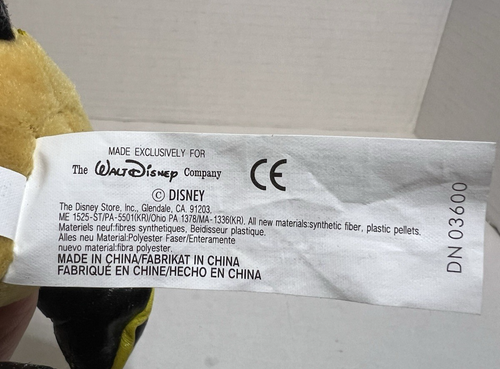 MADE EXCLUSIVELY FOR
The Walt Disney Company
CE
© DISNEY
The Disney Store, Inc., Glendale, CA. 91203.
ME 1525-ST/PA-5501(KR)/Ohio PA 1378/MA-1336(KR). All new materials:synthetic fiber, plastic pellets.
Materiels neuf:fibres synthetiques, Beidisseur plastique.
Alles neu Material:Polyester Faser/Enteramente
nuevo material:fibra polyester.
MADE IN CHINA/FABRIKAT IN CHINA
FABRIQUÉ EN CHINE/HECHO EN CHINA
DN 03600